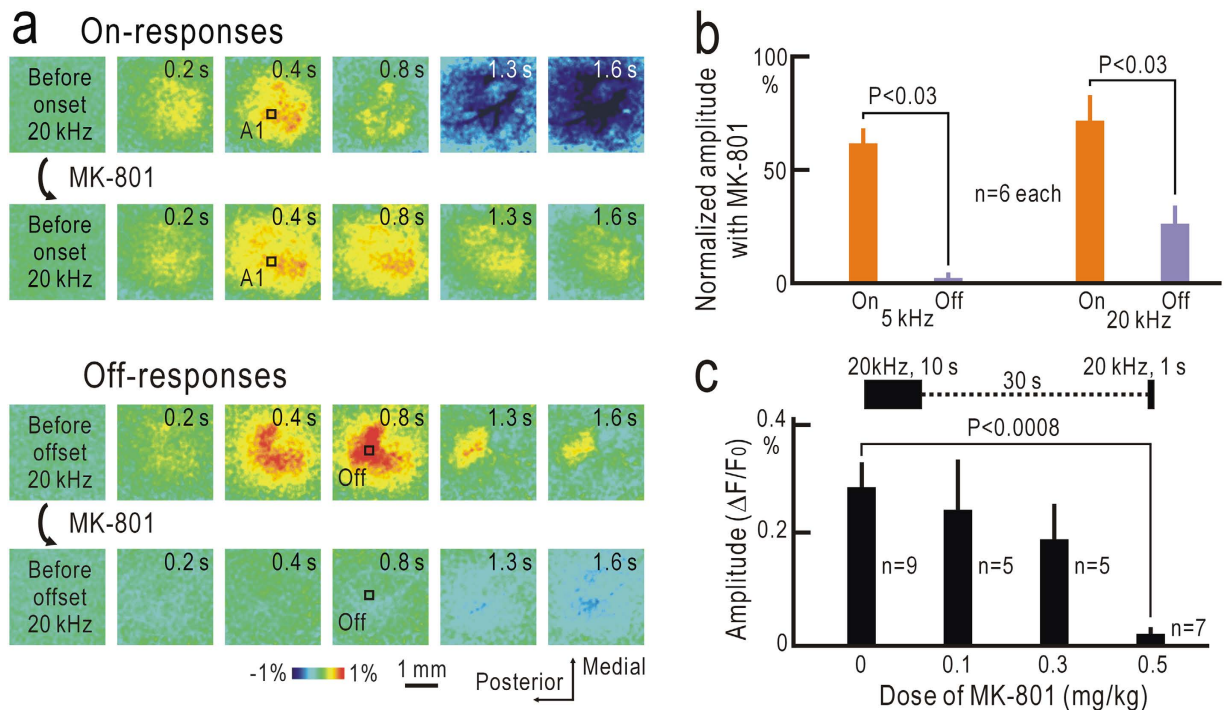 a
On-responses
Before onset 20 kHz
0.2 s
0.4 s
A1
0.8 s
1.3 s
1.6 s
MK-801
Before onset 20 kHz
0.2 s
0.4 s
A1
0.8 s
1.3 s
1.6 s
Off-responses
Before offset 20 kHz
0.2 s
0.4 s
0.8 s
Off
1.3 s
1.6 s
MK-801
Before offset 20 kHz
0.2 s
0.4 s
0.8 s
Off
1.3 s
1.6 s
-1% 1%
1 mm
Posterior
Medial
b
Normalized amplitude with MK-801
100
%
50
0
P<0.03
P<0.03
n=6 each
On Off On Off
5 kHz 20 kHz
c
20kHz, 10 s
30 s
20 kHz, 1 s
Amplitude (ΔF/F0)
0.4
%
0.2
0
P<0.0008
n=9
n=5
n=5
n=7
0 0.1 0.3 0.5
Dose of MK-801 (mg/kg)